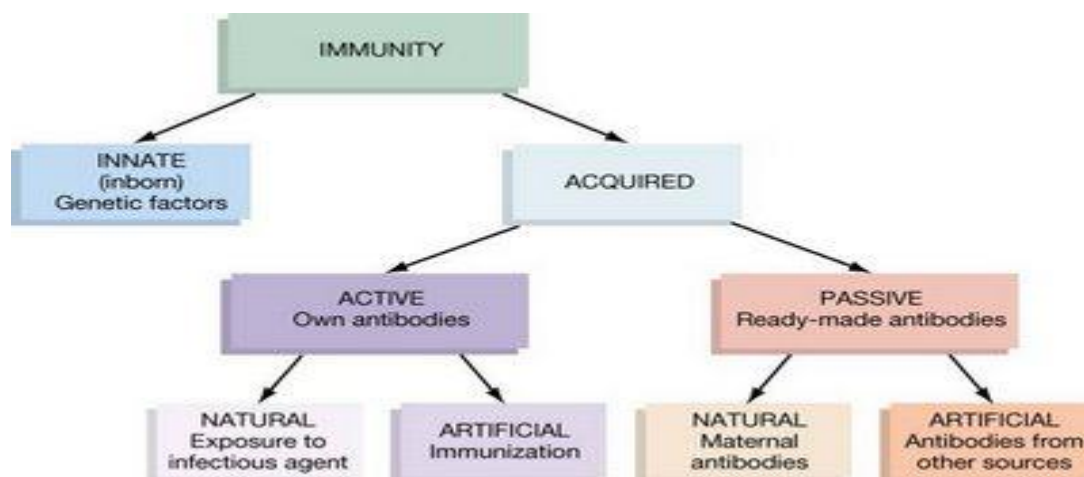 IMMUNITY
INNATE
(inborn)
Genetic factors
ACQUIRED
ACTIVE
Own antibodies
PASSIVE
Ready-made antibodies
NATURAL
Exposure to
infectious agent
ARTIFICIAL
Immunization
NATURAL
Maternal
antibodies
ARTIFICIAL
Antibodies from
other sources